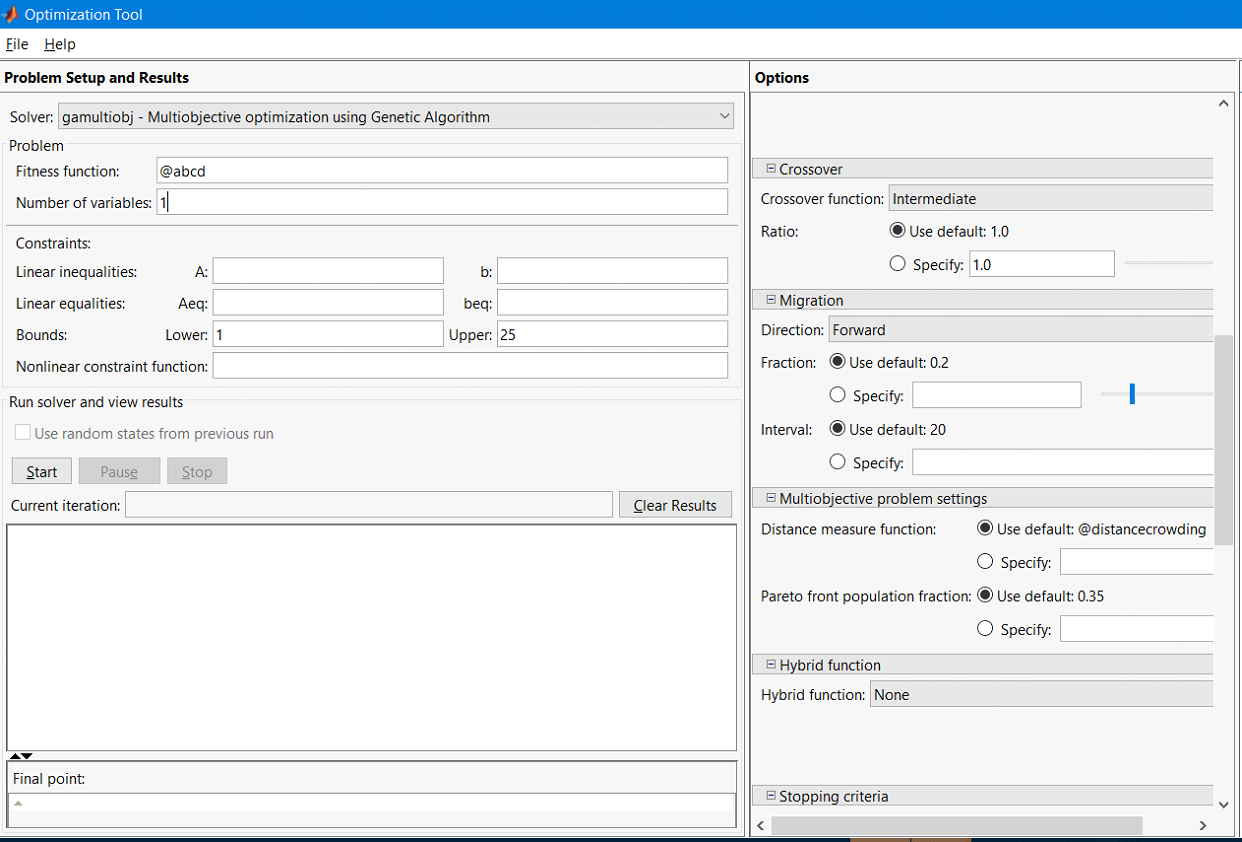 Optimization Tool
File Help
Problem Setup and Results
Solver: gamultiobj - Multiobjective optimization using Genetic Algorithm
Problem
Fitness function: @abcd
Number of variables: 1
Constraints:
Linear inequalities: A: b:
Linear equalities: Aeq: beq:
Bounds: Lower: 1 Upper: 25
Nonlinear constraint function:
Run solver and view results
Use random states from previous run
Start Pause Stop
Current iteration: Clear Results
Final point:
Options
Crossover
Crossover function: Intermediate
Ratio: Use default: 1.0
Specify: 1.0
Migration
Direction: Forward
Fraction: Use default: 0.2
Specify:
Interval: Use default: 20
Specify:
Multiobjective problem settings
Distance measure function: Use default: @distancecrowding
Specify:
Pareto front population fraction: Use default: 0.35
Specify:
Hybrid function
Hybrid function: None
Stopping criteria